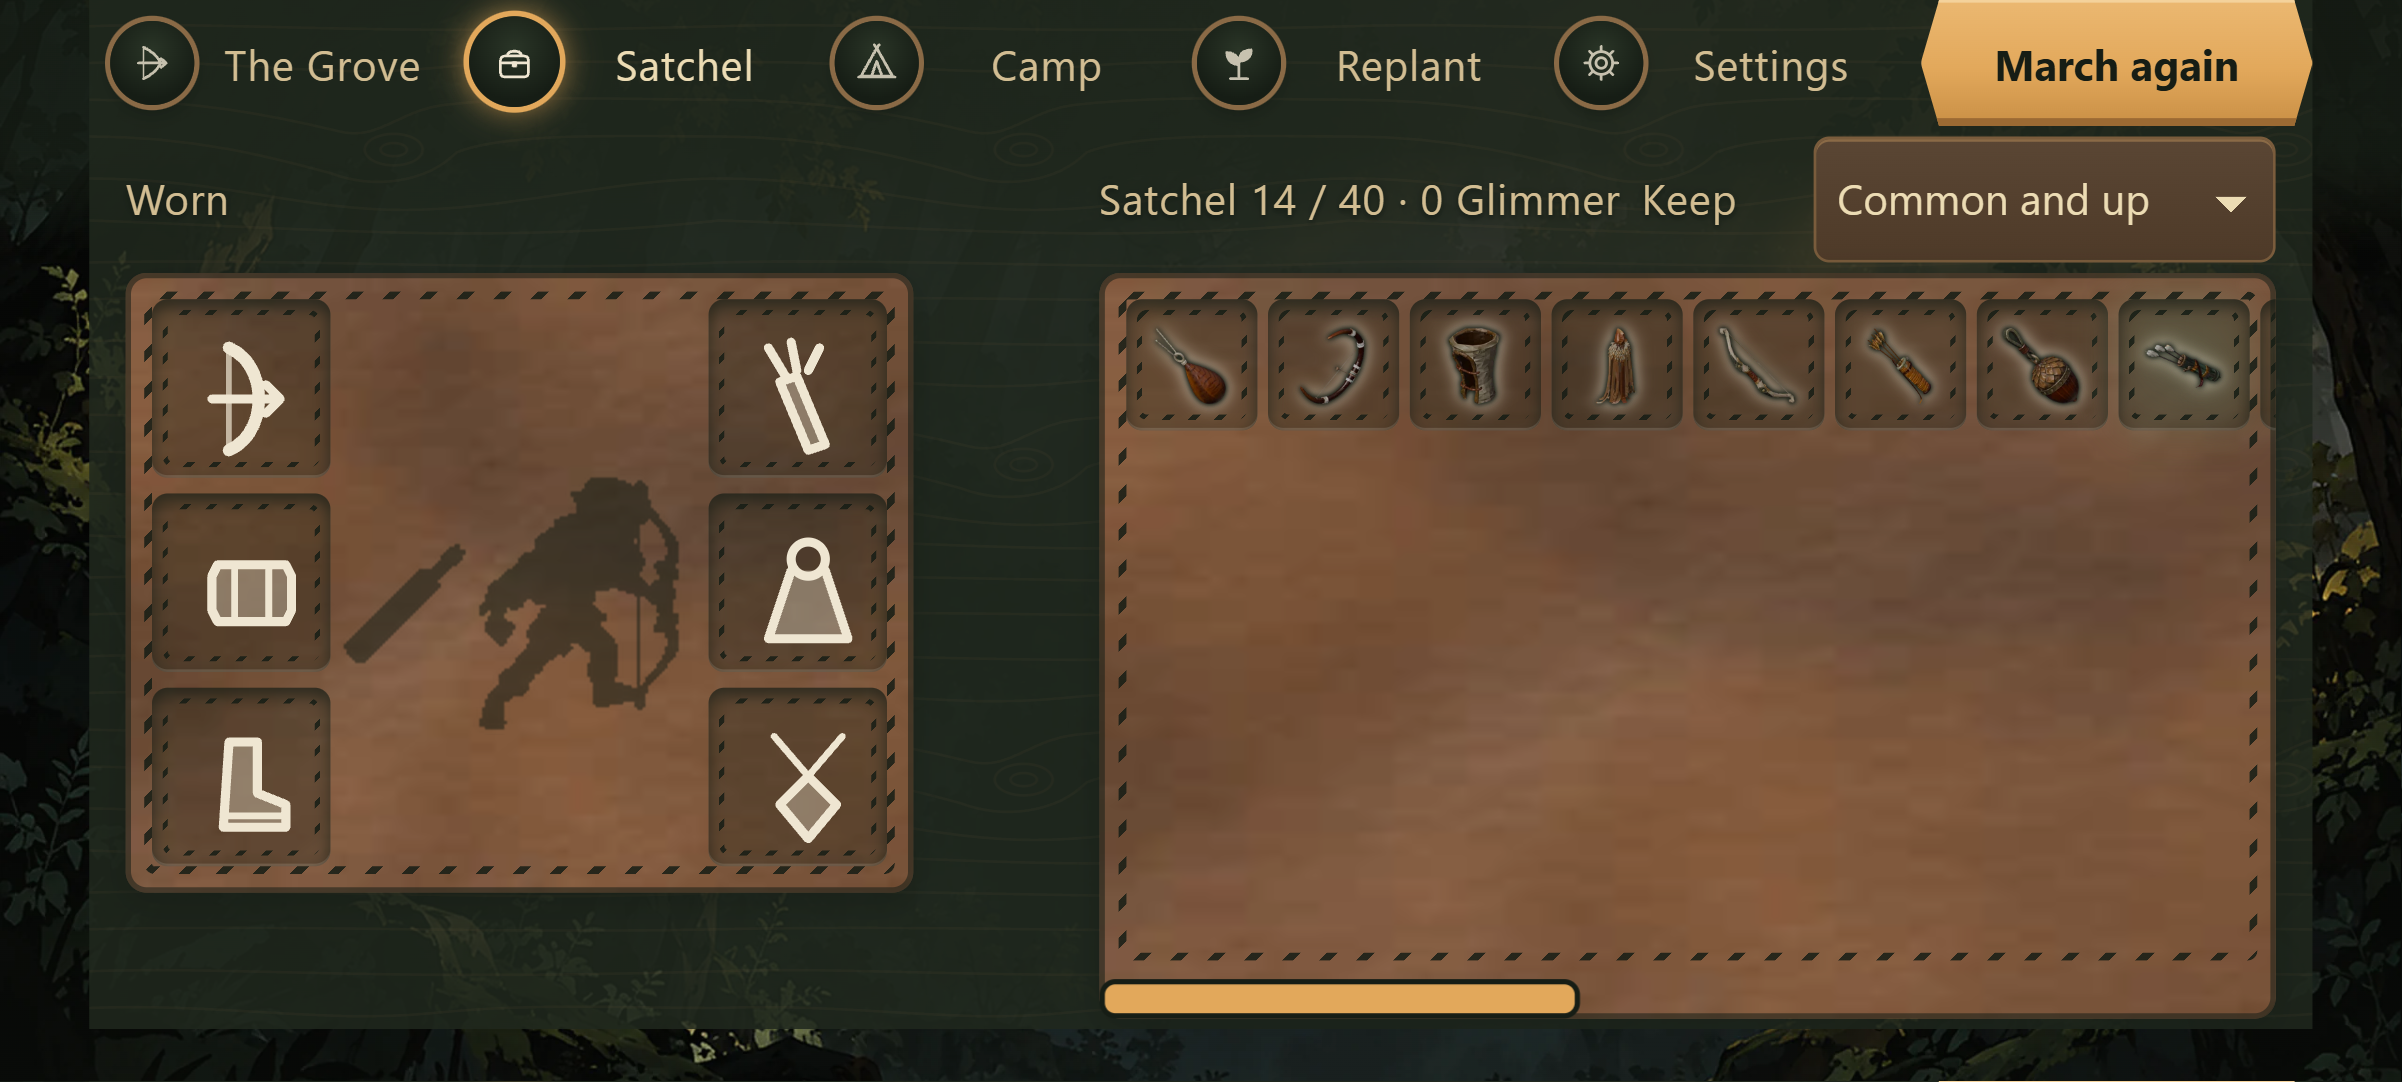 The Grove
Satchel
Camp
Replant
Settings
March again
Worn
Satchel 14 / 40 · 0 Glimmer Keep
Common and up